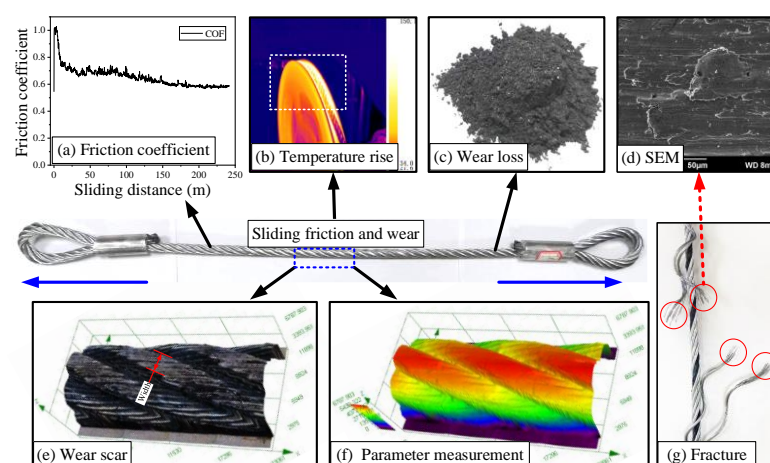 COF
Friction coefficient
1.0
0.8
0.6
0.4
0.2
0.0
0
50
100
150
200
250
Sliding distance (m)
(a) Friction coefficient
(b) Temperature rise
(c) Wear loss
50µm
WD 8m
(d) SEM
Sliding friction and wear
Width
(e) Wear scar
(f) Parameter measurement
(g) Fracture